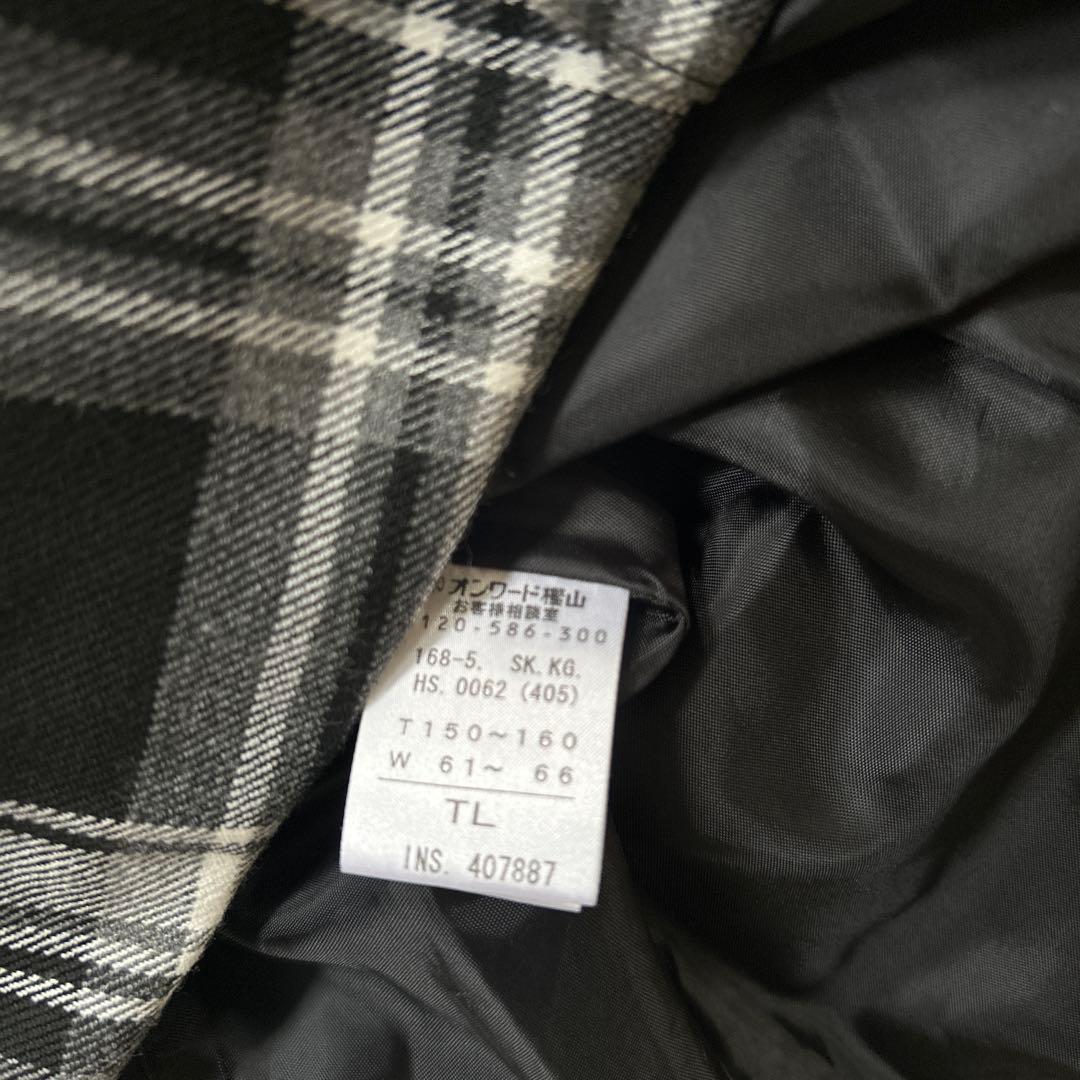 オンワード樫山
お客様相談室
120-586-300
168-5. SK.KG.
HS.0062 (405)
T150~160
W 61~ 66
TL
INS. 407887